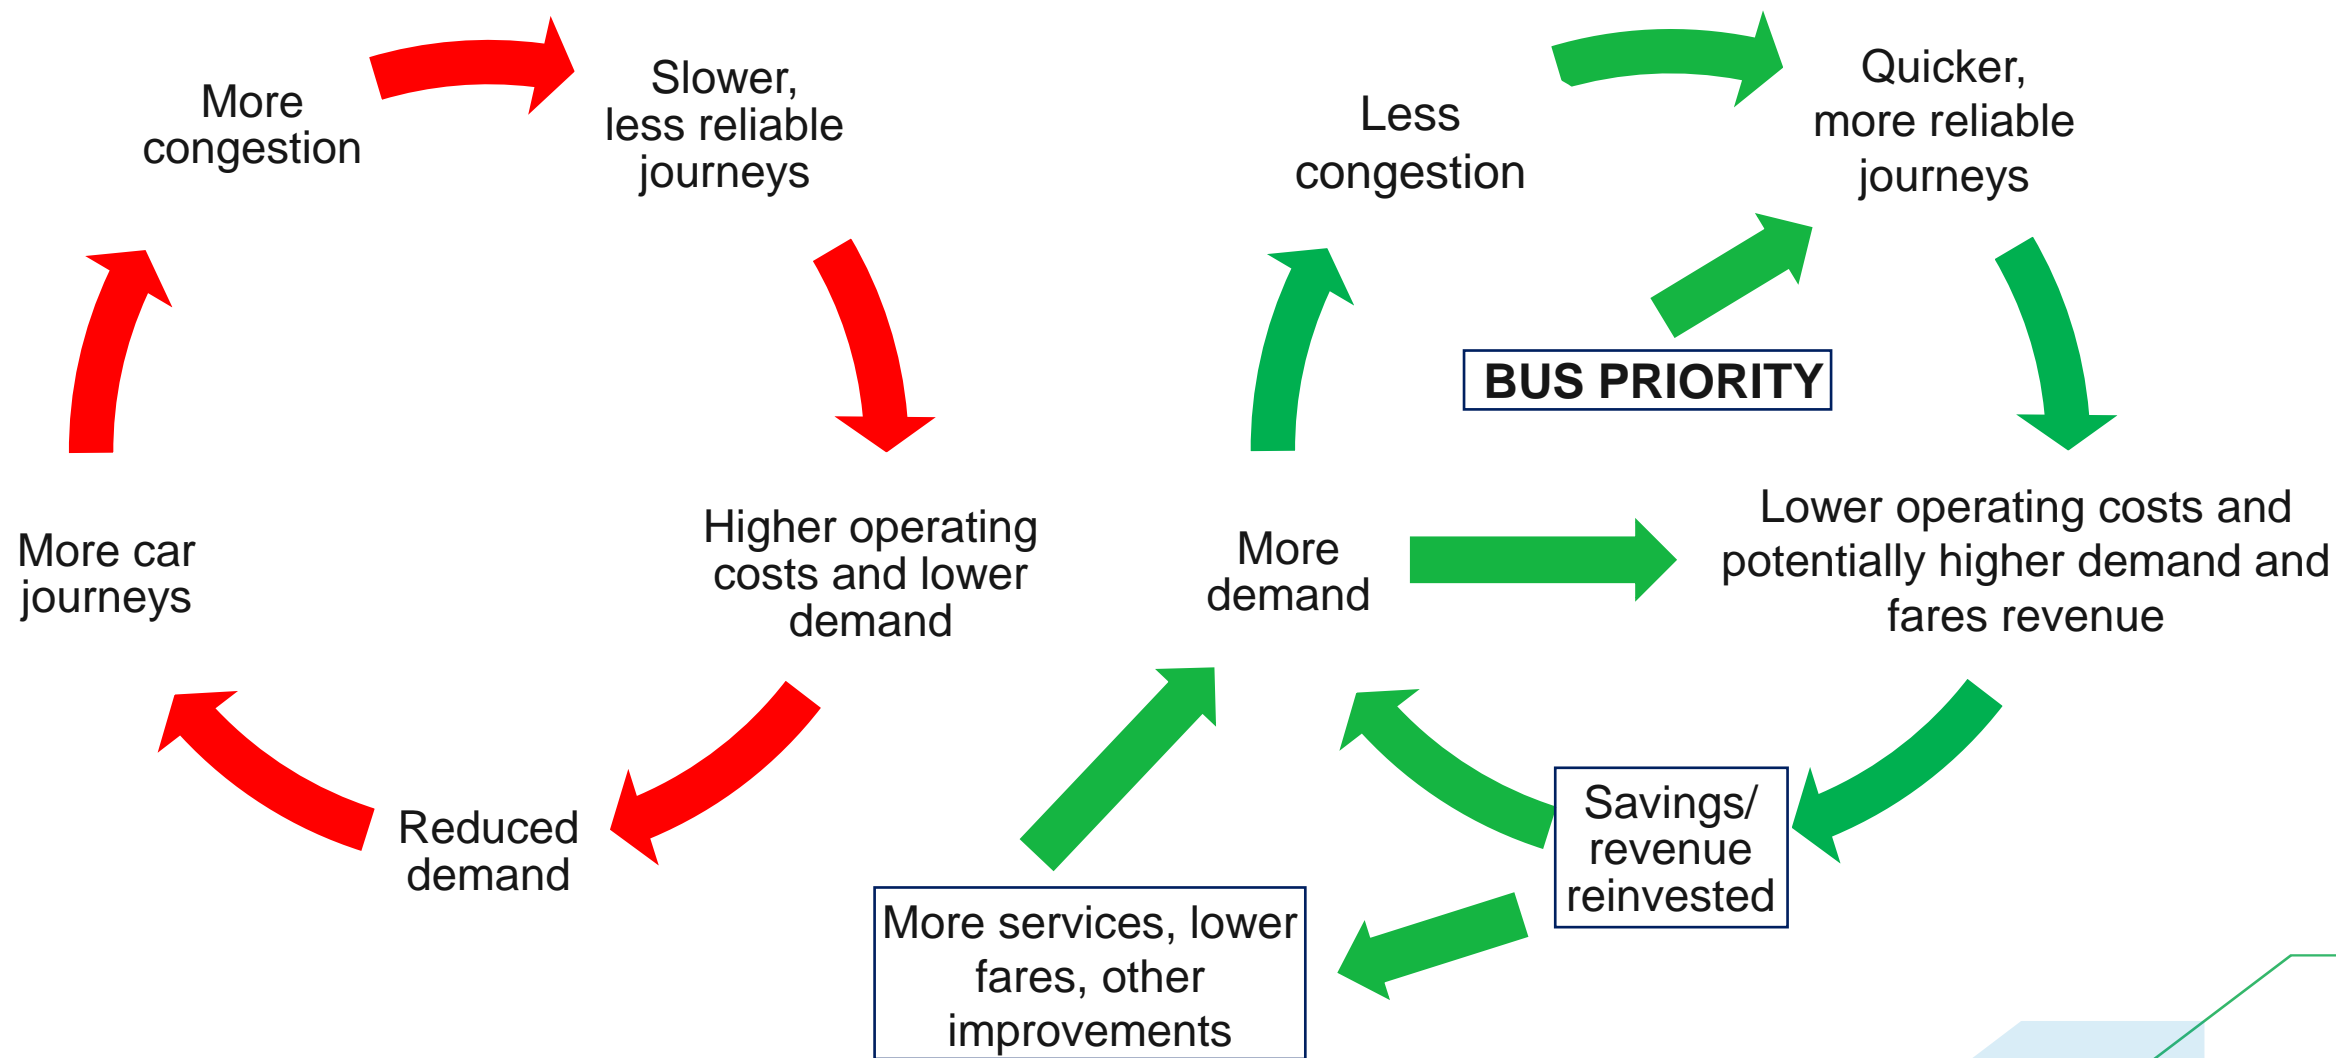 More
congestion
Slower,
less reliable
journeys
Higher operating
costs and lower
demand
Reduced
demand
More car
journeys
Less
congestion
Quicker,
more reliable
journeys
BUS PRIORITY
More
demand
Lower operating costs and
potentially higher demand and
fares revenue
Savings/
revenue
reinvested
More services, lower
fares, other
improvements